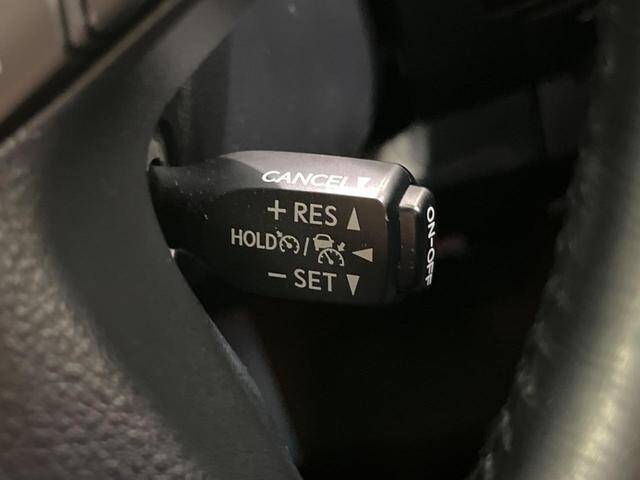 CANCEL▼
+ RES ▲
HOLD / ◀
− SET ▼
ON-OFF